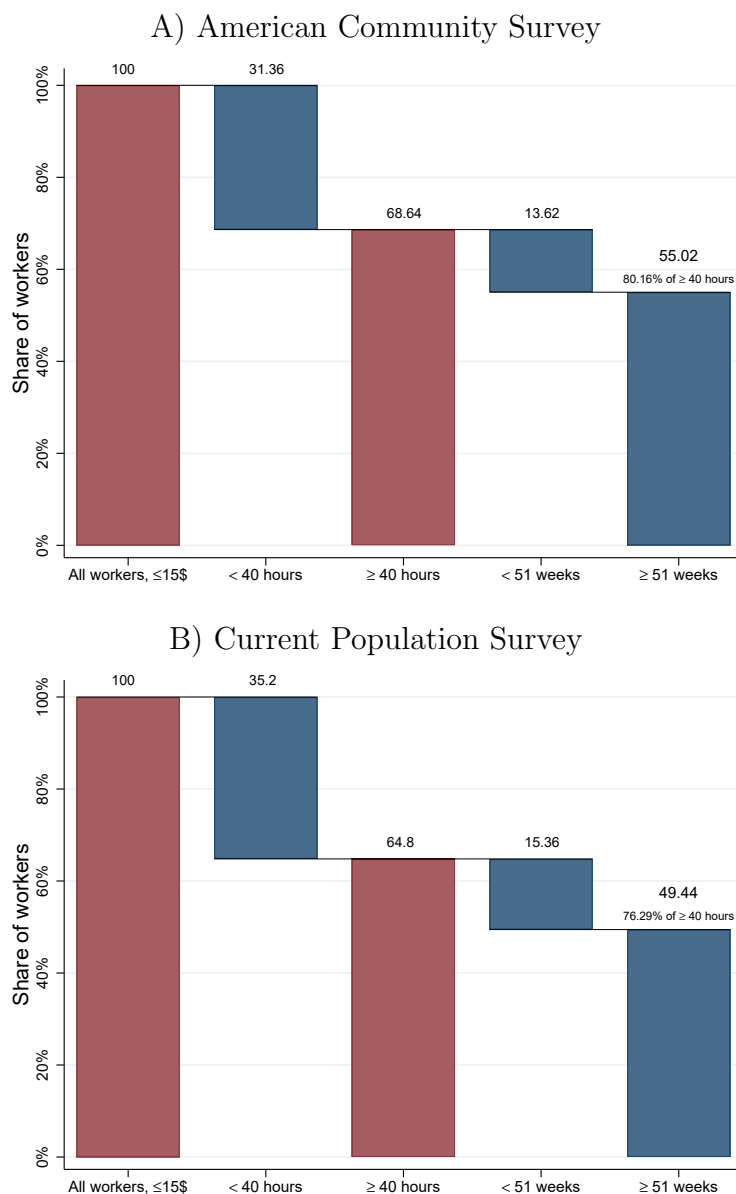 A) American Community Survey
100 31.36
68.64 13.62
55.02
80.16% of ≥ 40 hours
Share of workers
100%
80%
60%
40%
20%
0%
All workers, ≤15$ < 40 hours ≥ 40 hours < 51 weeks ≥ 51 weeks
B) Current Population Survey
100 35.2
64.8 15.36
49.44
76.29% of ≥ 40 hours
Share of workers
100%
80%
60%
40%
20%
0%
All workers, ≤15$ < 40 hours ≥ 40 hours < 51 weeks ≥ 51 weeks